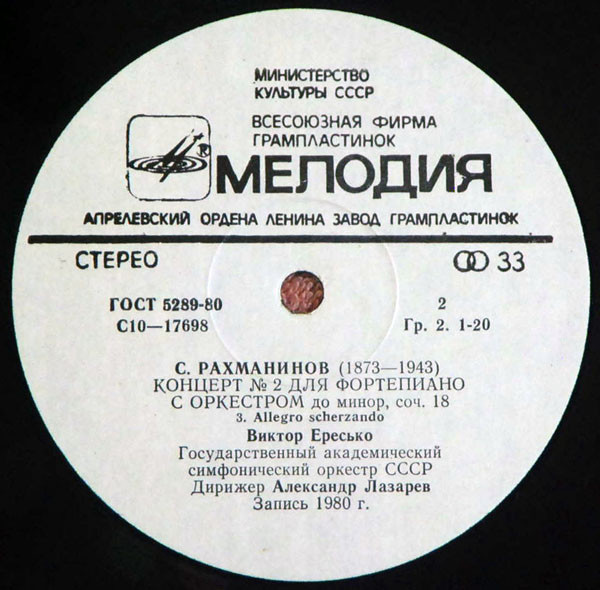 МИНИСТЕРСТВО
КУЛЬТУРЫ СССР
ВСЕСОЮЗНАЯ ФИРМА
ГРАМПЛАСТИНОК
®
МЕЛОДИЯ
АПРЕЛЕВСКИЙ ОРДЕНА ЛЕНИНА ЗАВОД ГРАМПЛАСТИНОК
СТЕРЕО 33
ГОСТ 5289-80 2
С10—17698 Гр. 2. 1-20
С. РАХМАНИНОВ (1873—1943)
КОНЦЕРТ № 2 ДЛЯ ФОРТЕПИАНО
С ОРКЕСТРОМ до минор, соч. 18
3. Allegro scherzando
Виктор Ересько
Государственный академический
симфонический оркестр СССР
Дирижер Александр Лазарев
Запись 1980 г.